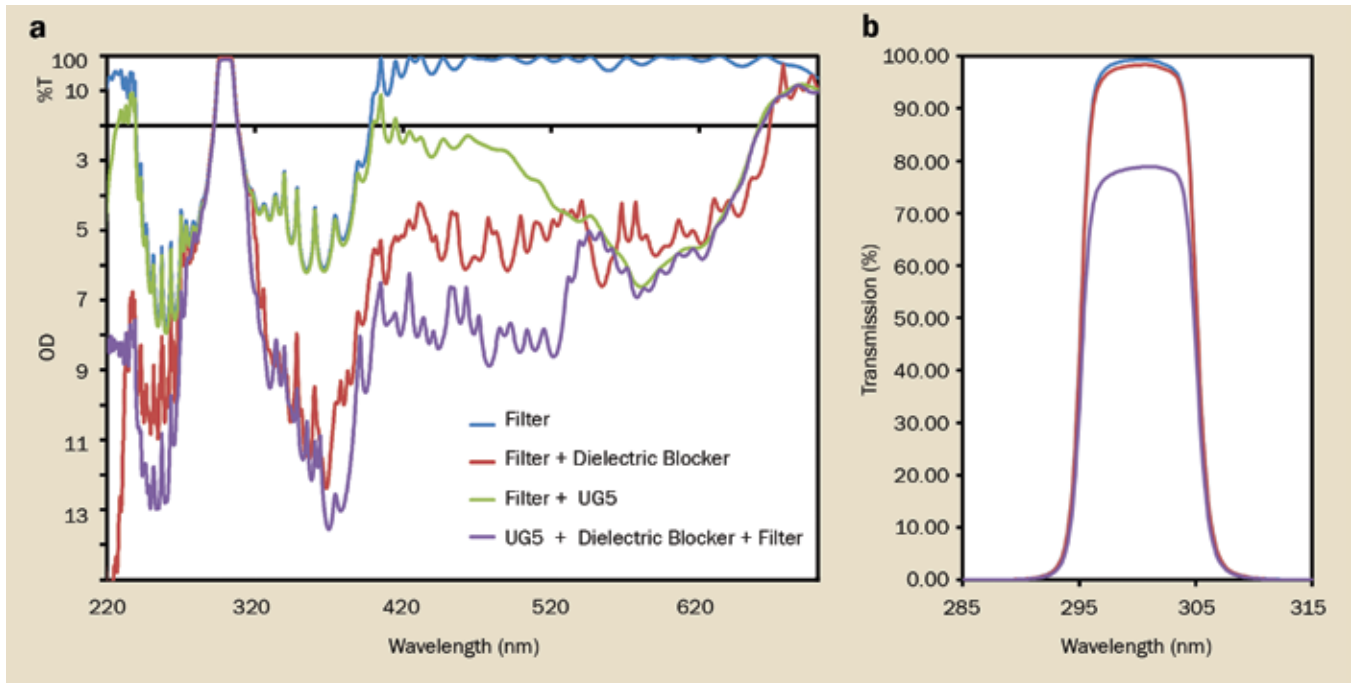 a
100
%T
10
3
5
7
OD
9
11
13
Filter
Filter + Dielectric Blocker
Filter + UG5
UG5 + Dielectric Blocker + Filter
220 320 420 520 620
Wavelength (nm)
b
100.00
90.00
80.00
70.00
60.00
50.00
40.00
30.00
20.00
10.00
0.00
Transmission (%)
285 295 305 315
Wavelength (nm)